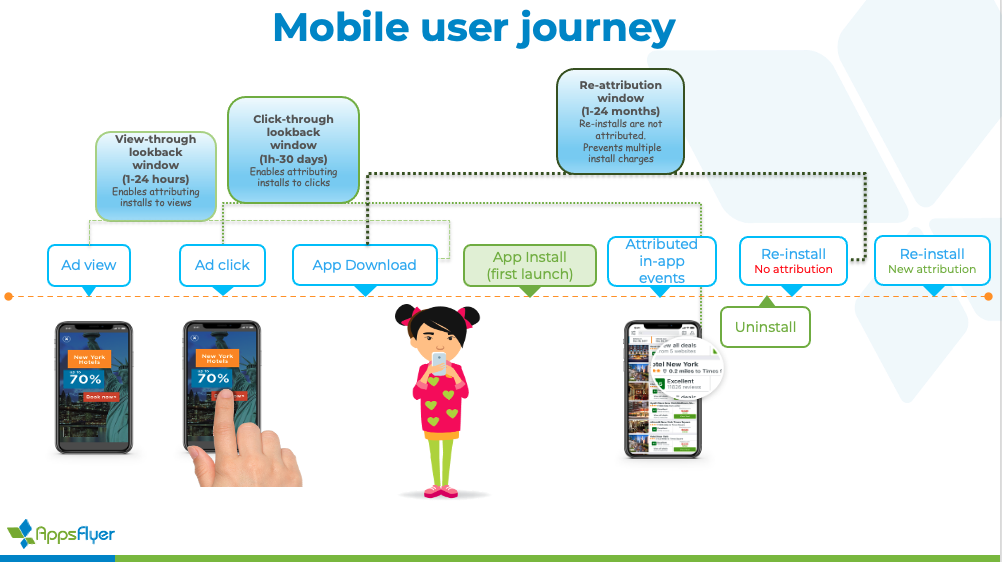 Mobile user journey
Re-attribution
window
(1-24 months)
Re-installs are not
attributed.
Prevents multiple
install charges
Click-through
lookback
window
(1h-30 days)
Enables attributing
installs to clicks
View-through
lookback
window
(1-24 hours)
Enables attributing
installs to views
Ad view
Ad click
App Download
App Install
(first launch)
Attributed
in-app
events
Re-install
No attribution
Re-install
New attribution
Uninstall
New York
Hotels
up to
70%
Book now
New York
Hotels
70%
Book now
w all deals
rom 5 websites
otel New York
0.2 miles to Times
Excellent
AppsFlyer